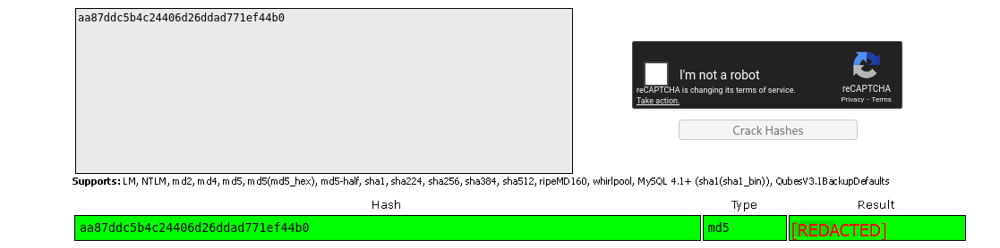 aa87ddc5b4c24406d26ddad771ef44b0
I'm not a robot
reCAPTCHA is changing its terms of service.
Take action.
reCAPTCHA
Privacy - Terms
Crack Hashes
Supports: LM, NTLM, md2, md4, md5, md5(md5_hex), md5-half, sha1, sha224, sha256, sha384, sha512, ripeMD160, whirlpool, MySQL 4.1+ (sha1(sha1_bin)), QubesV3.1BackupDefaults
Hash Type Result
aa87ddc5b4c24406d26ddad771ef44b0 md5 [REDACTED]